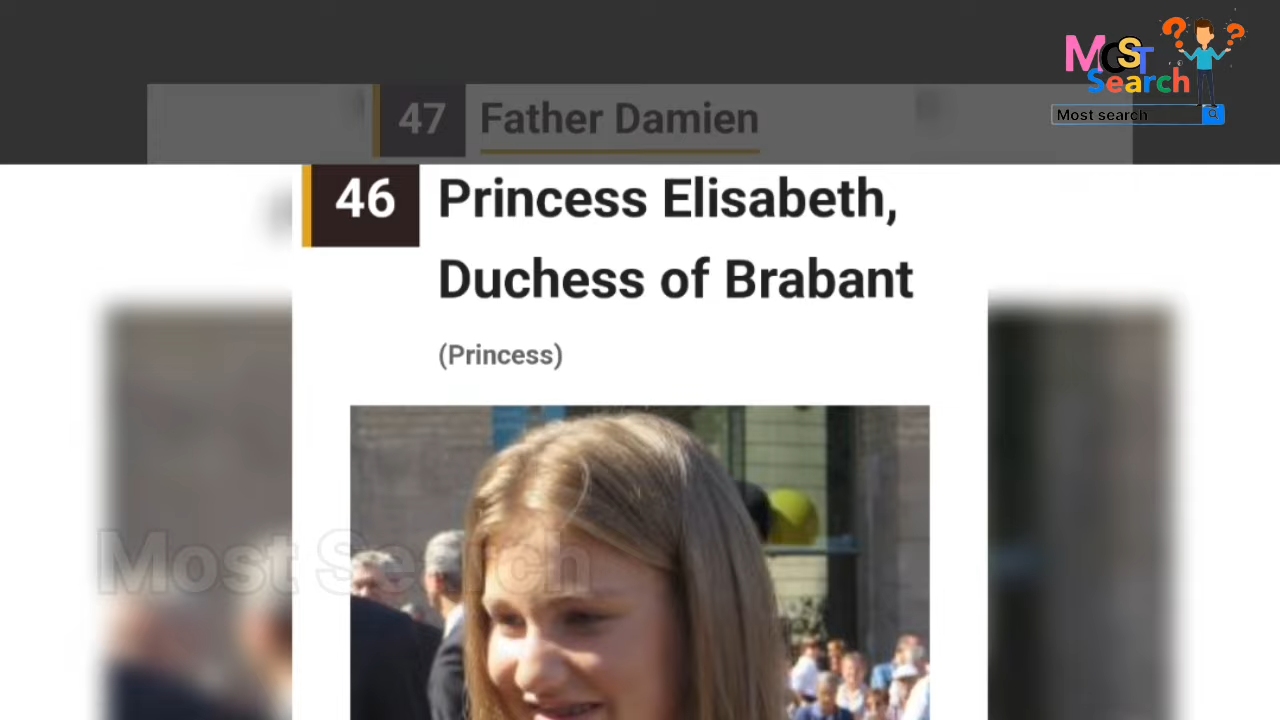 MOST
Search
Most search
47 Father Damien
46 Princess Elisabeth,
Duchess of Brabant
(Princess)
Most Search